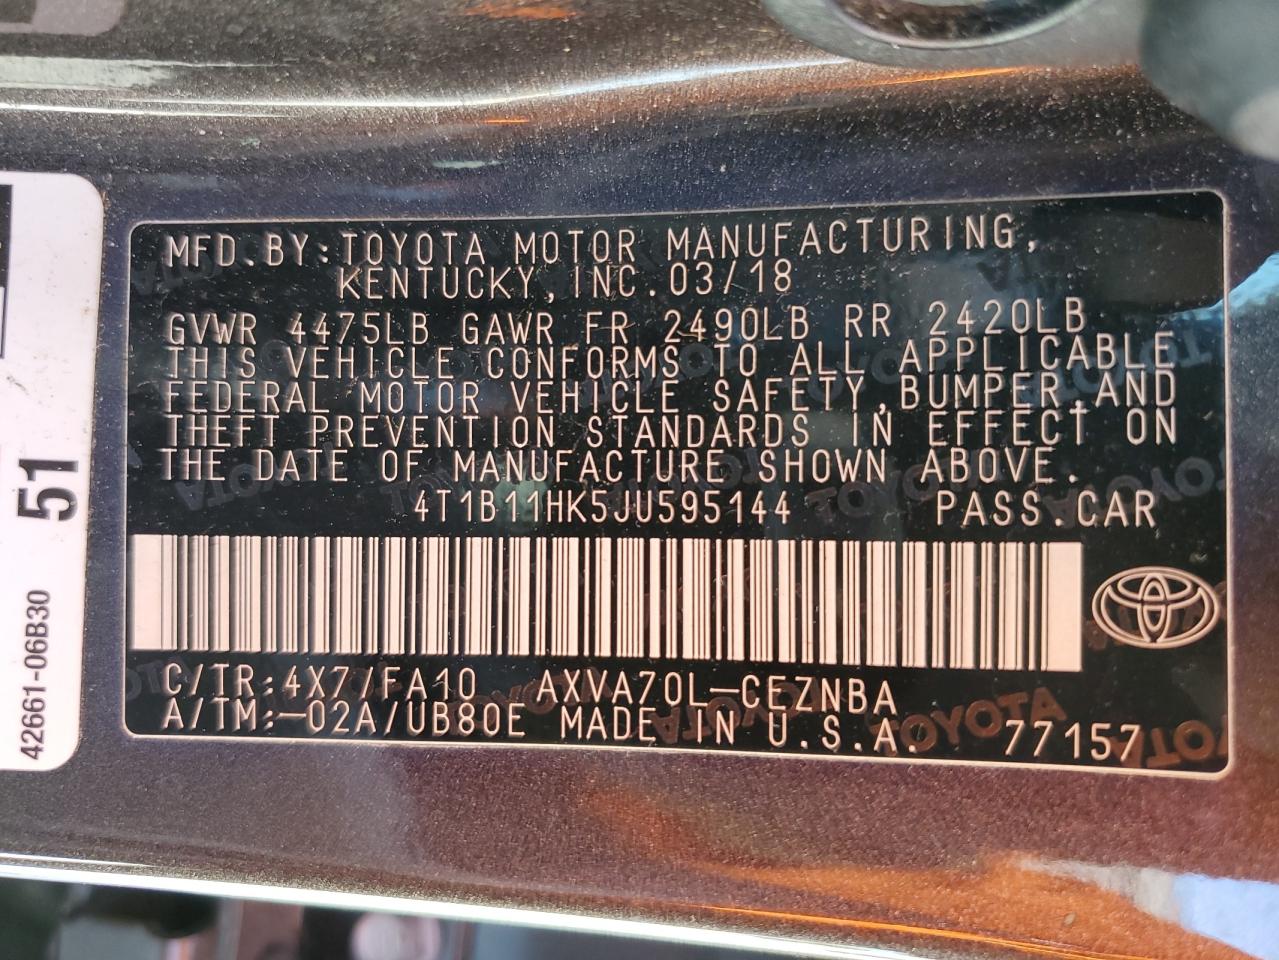 MFD.BY:TOYOTA MOTOR MANUFACTURING,
KENTUCKY,INC.03/18
GVWR 4475LB GAWR FR 2490LB RR 2420LB
THIS VEHICLE CONFORMS TO ALL APPLICABLE
FEDERAL MOTOR VEHICLE SAFETY,BUMPER,AND
THEFT PREVENTION STANDARDS IN EFFECT ON
THE DATE OF MANUFACTURE SHOWN ABOVE.
4T1B11HK5JU595144 PASS.CAR
C/TR:4X7/FA10 AXVA70L-CEZNBA
A/TM:-02A/UB80E MADE IN U.S.A. 77157
TOYOTA
51
42661-06B30